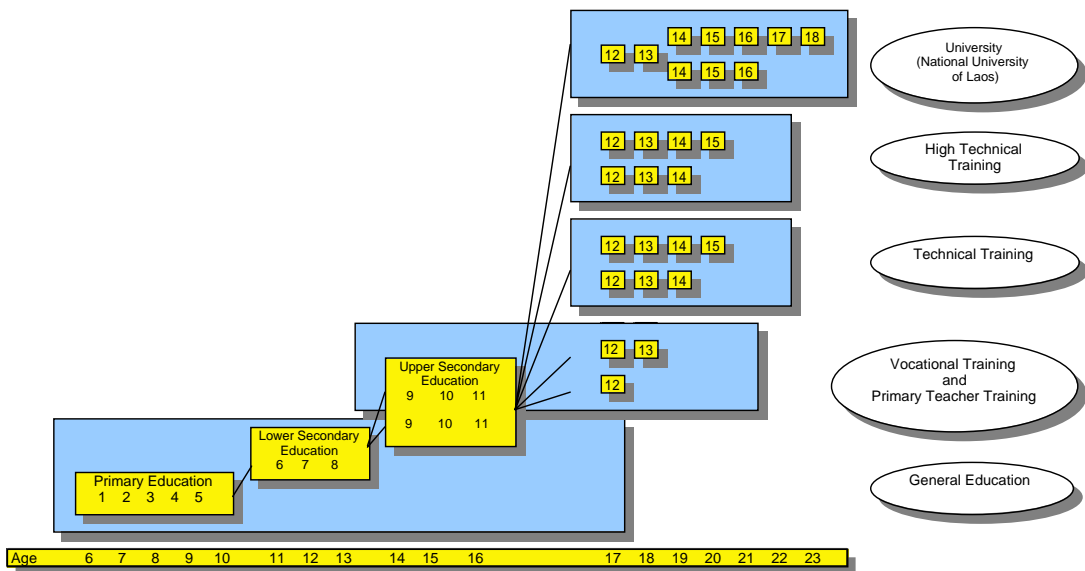 14 15 16 17 18
12 13
14 15 16
University
(National University
of Laos)
12 13 14 15
12 13 14
High Technical
Training
12 13 14 15
12 13 14
Technical Training
12 13
12
Vocational Training
and
Primary Teacher Training
Upper Secondary
Education
9 10 11
9 10 11
Lower Secondary
Education
6 7 8
Primary Education
1 2 3 4 5
General Education
Age 6 7 8 9 10 11 12 13 14 15 16 17 18 19 20 21 22 23